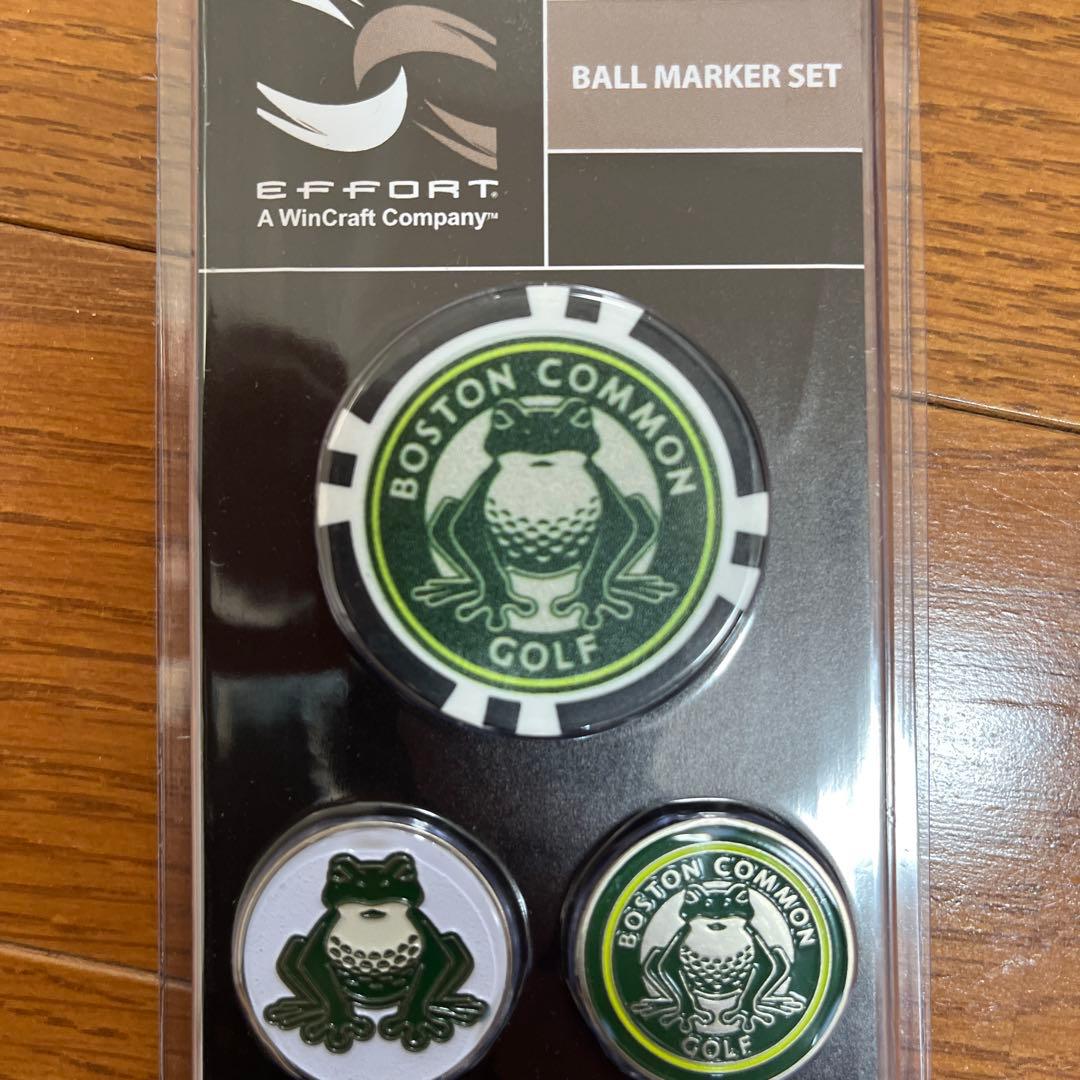 BALL MARKER SET
EFFORT®
A WinCraft Company™
BOSTON COMMON
GOLF
BOSTON COMMON
GOLF